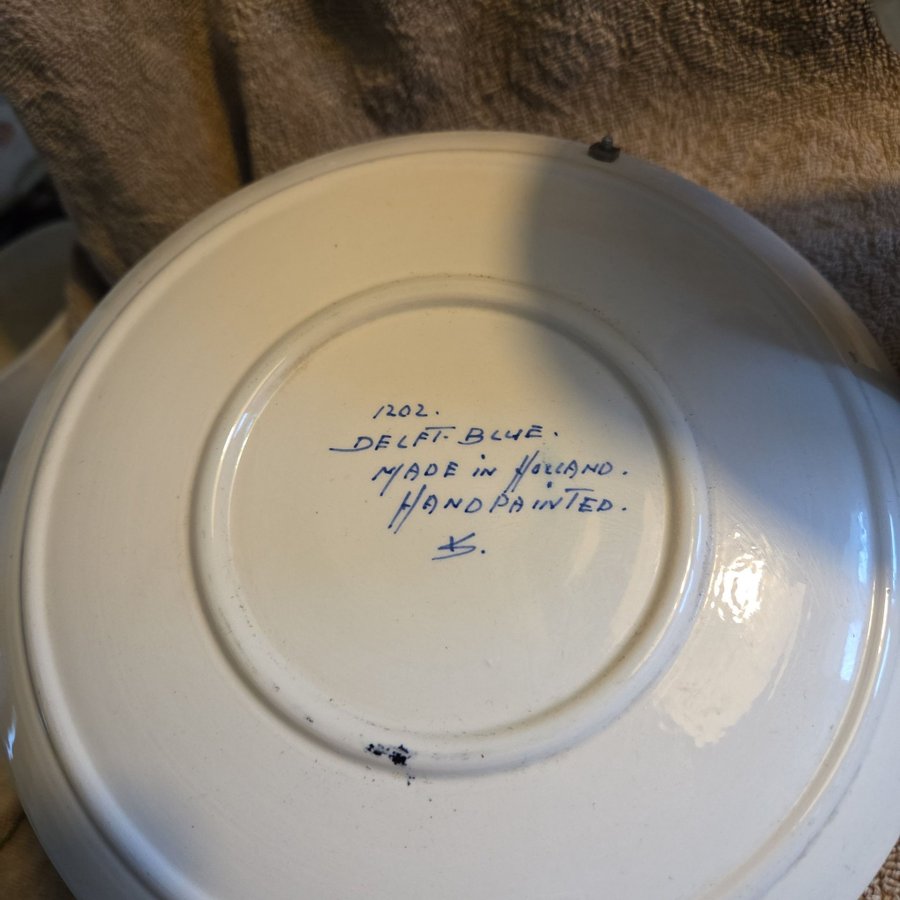 1202.
DELFT. BLUE.
MADE in HOLLAND.
HANDPAINTED.